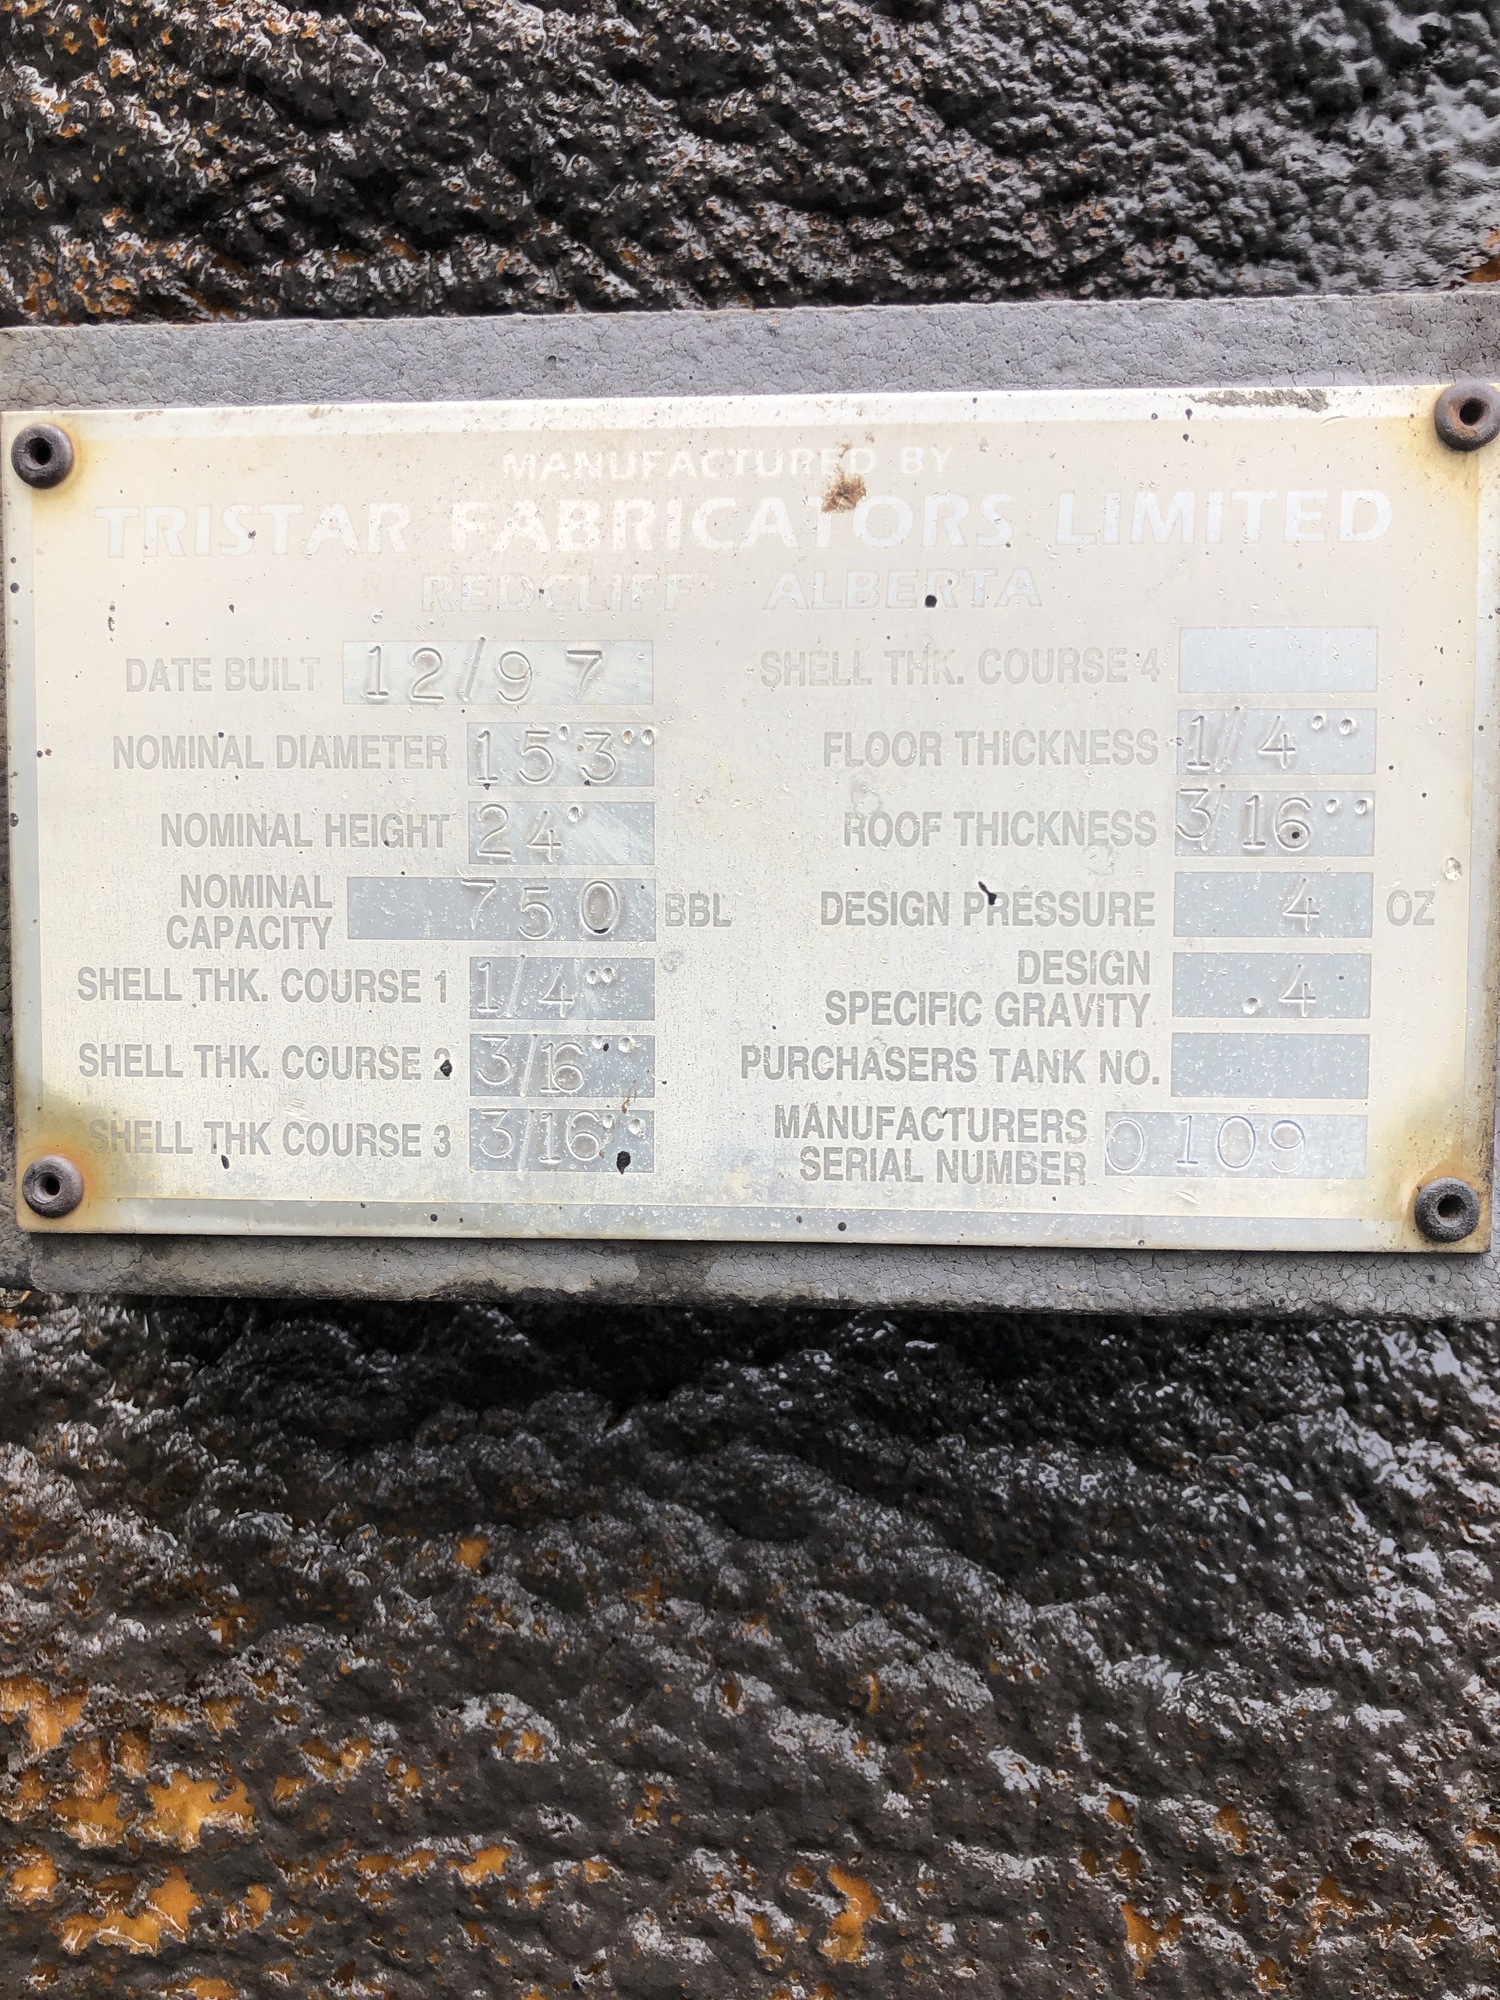 MANUFACTURED BY
TRISTAR FABRICATORS LIMITED
REDCLIFF ALBERTA
DATE BUILT 12/97
NOMINAL DIAMETER 15'3''
NOMINAL HEIGHT 24'
NOMINAL CAPACITY 750 BBL
SHELL THK. COURSE 1 1/4''
SHELL THK. COURSE 2 3/16''
SHELL THK COURSE 3 3/16''
SHELL THK. COURSE 4
FLOOR THICKNESS 1/4''
ROOF THICKNESS 3/16''
DESIGN PRESSURE 4 OZ
DESIGN SPECIFIC GRAVITY .4
PURCHASERS TANK NO.
MANUFACTURERS SERIAL NUMBER 0109